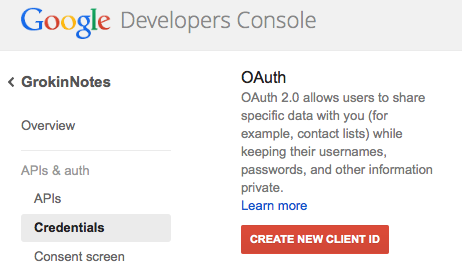 Google Developers Console
GrokinNotes
Overview
APIs & auth
APIs
Credentials
Consent screen
OAuth
OAuth 2.0 allows users to share
specific data with you (for
example, contact lists) while
keeping their usernames,
passwords, and other information
private.
Learn more
CREATE NEW CLIENT ID